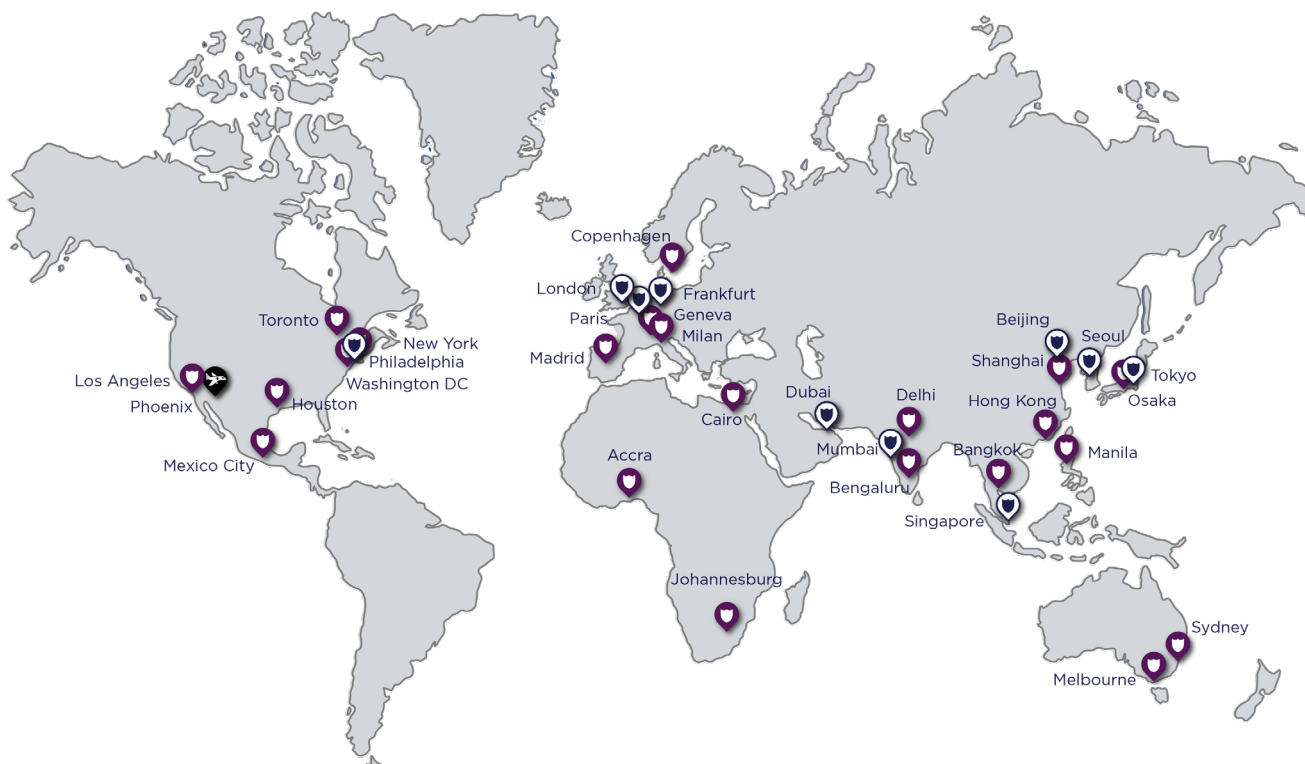 Copenhagen
London
Frankfurt
Paris
Geneva
Milan
Madrid
Toronto
New York
Philadelphia
Washington DC
Los Angeles
Phoenix
Houston
Mexico City
Cairo
Accra
Johannesburg
Dubai
Delhi
Mumbai
Bengaluru
Beijing
Seoul
Shanghai
Tokyo
Osaka
Hong Kong
Bangkok
Manila
Singapore
Sydney
Melbourne